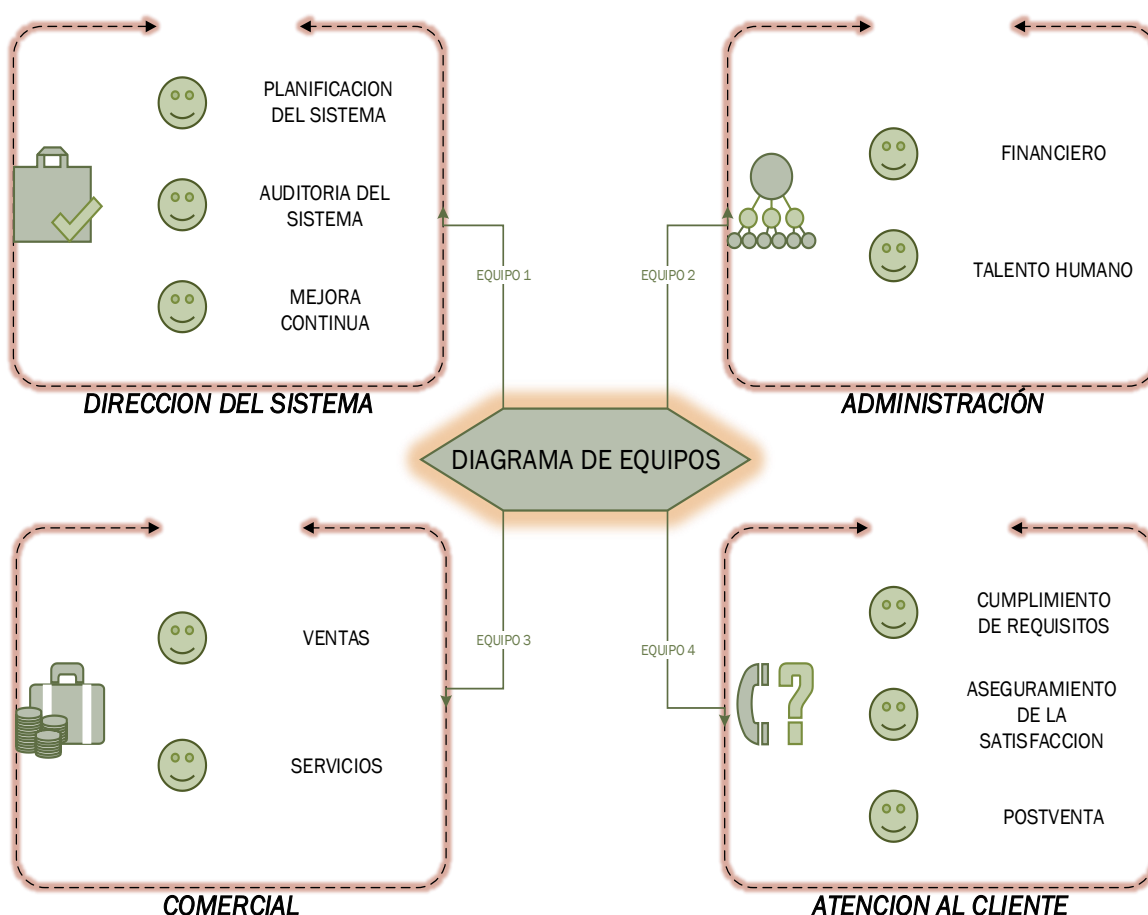 PLANIFICACION
DEL SISTEMA
AUDITORIA DEL
SISTEMA
MEJORA
CONTINUA
DIRECCION DEL SISTEMA
EQUIPO 1
FINANCIERO
TALENTO HUMANO
ADMINISTRACIÓN
EQUIPO 2
DIAGRAMA DE EQUIPOS
VENTAS
SERVICIOS
COMERCIAL
EQUIPO 3
CUMPLIMIENTO
DE REQUISITOS
ASEGURAMIENTO
DE LA
SATISFACCION
POSTVENTA
ATENCION AL CLIENTE
EQUIPO 4